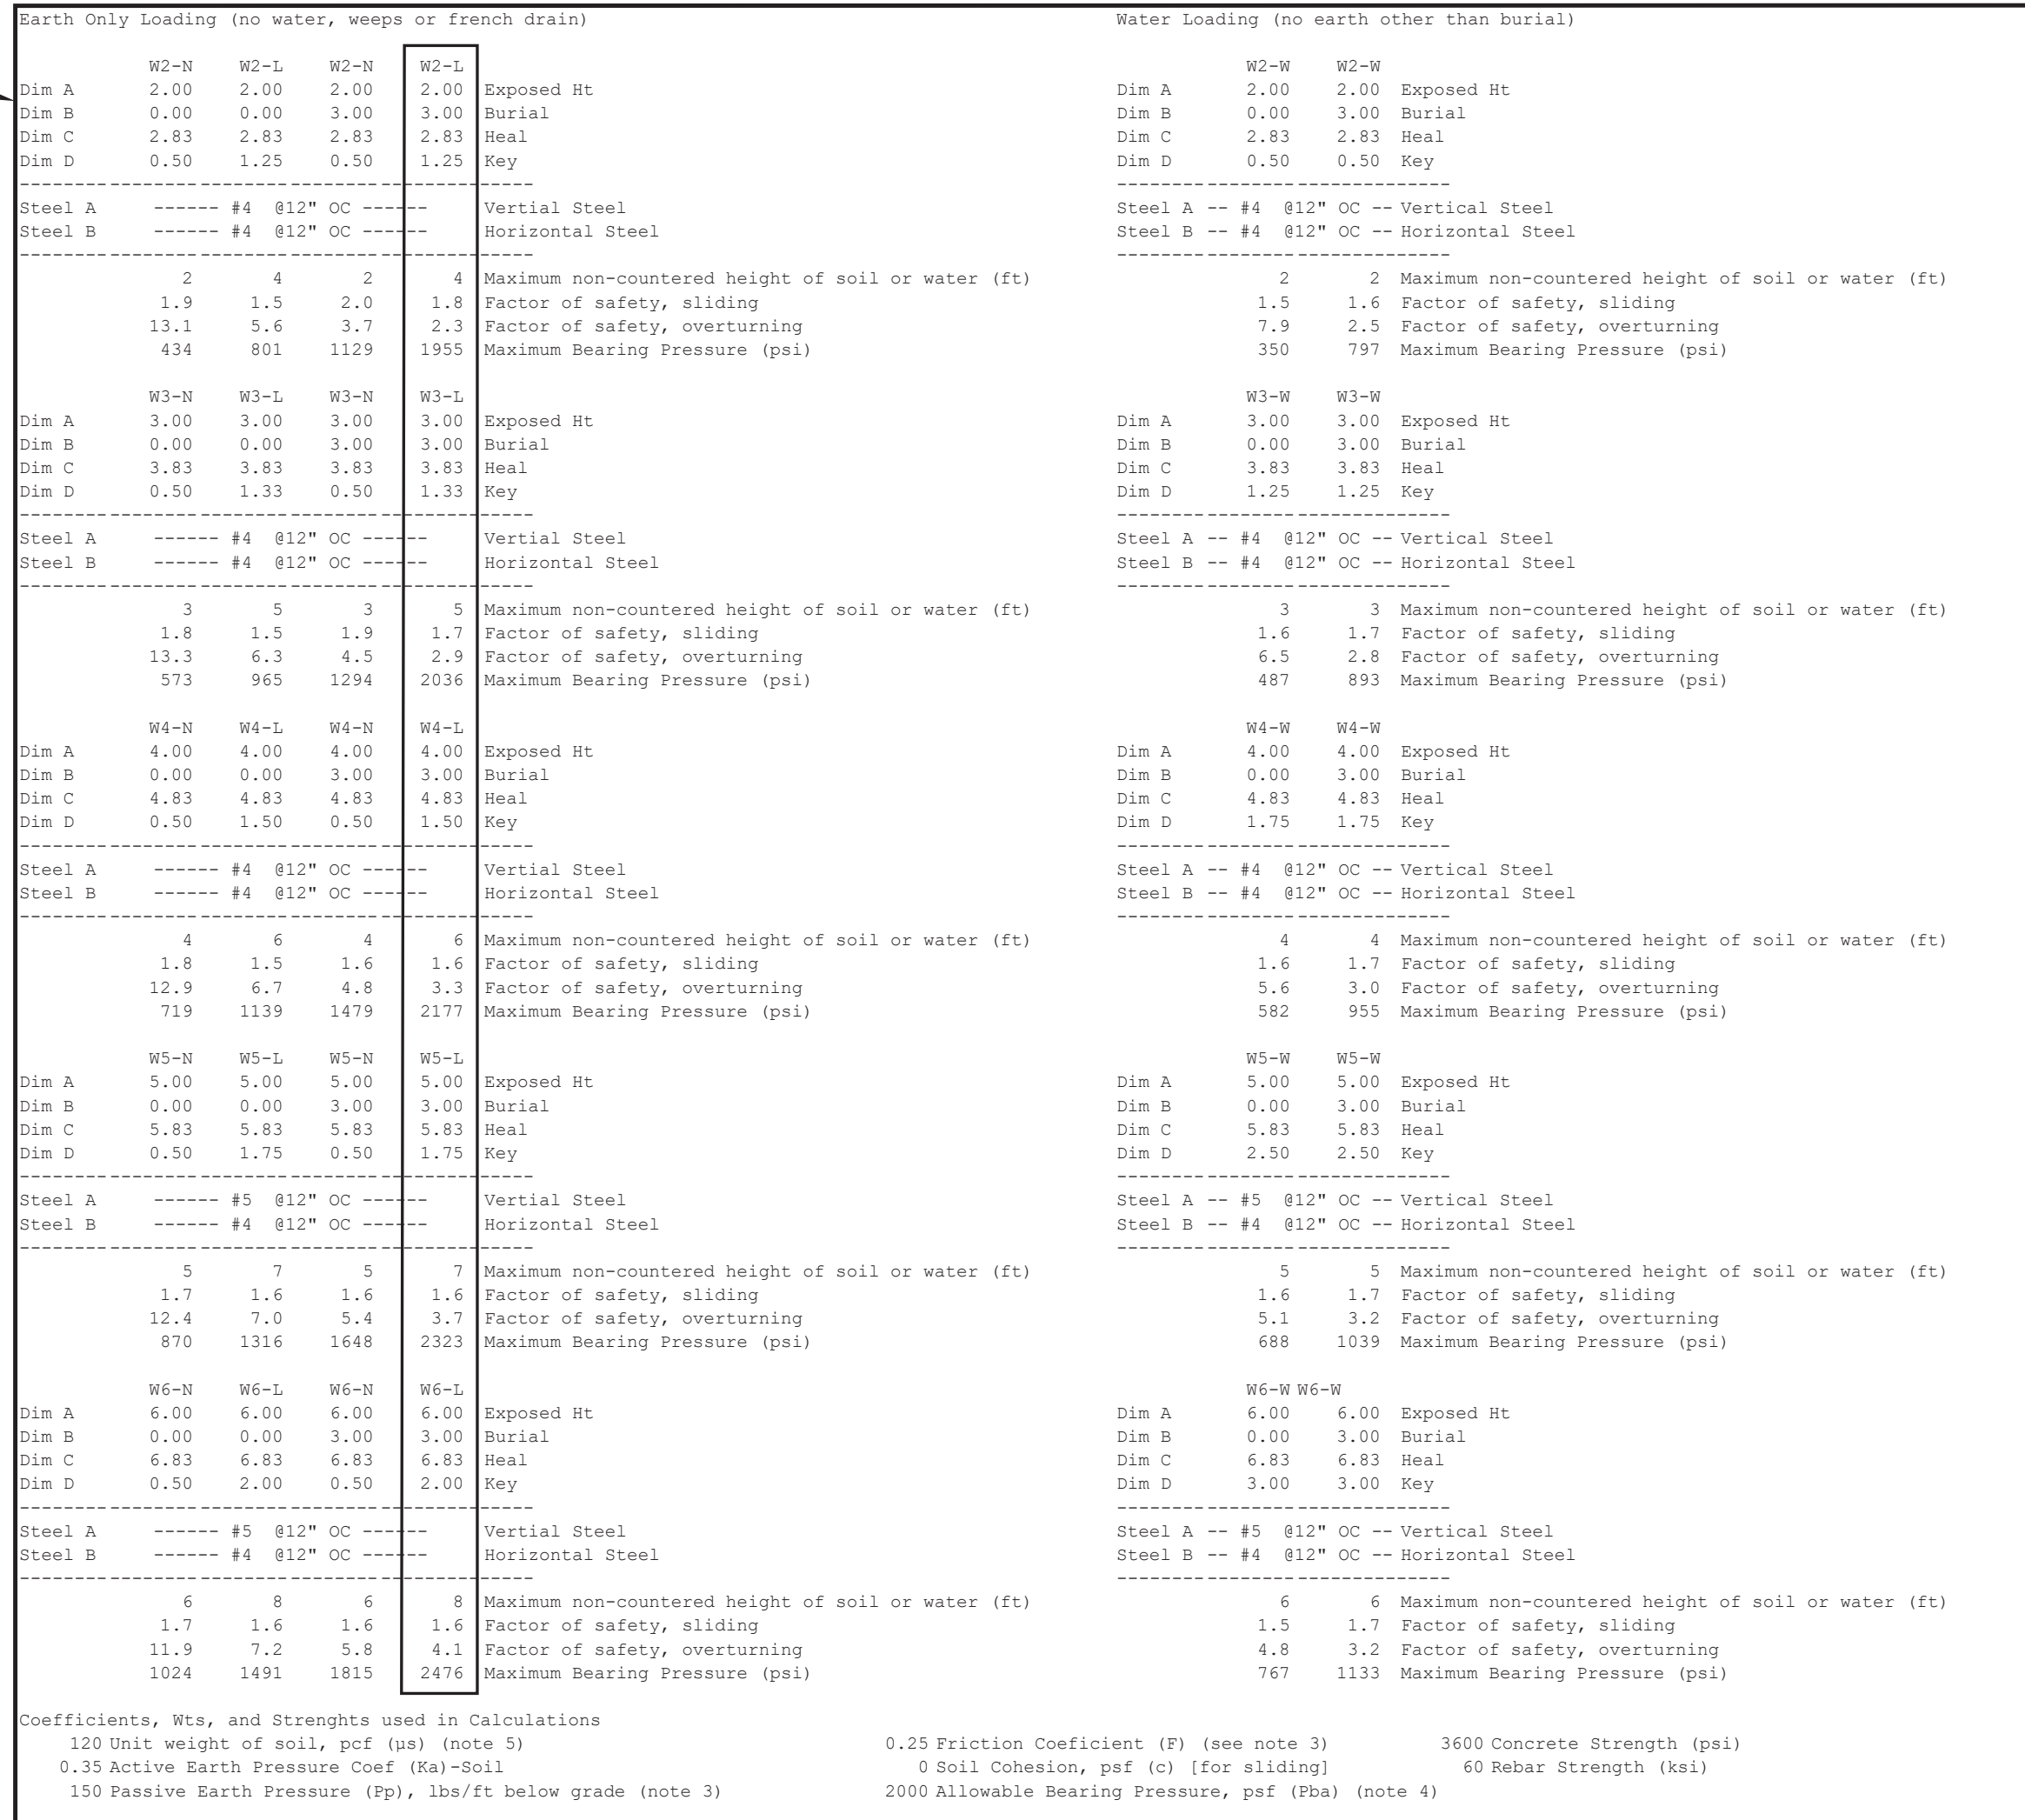 Earth Only Loading (no water, weeps or french drain)
W2-N W2-L W2-N W2-L
Dim A 2.00 2.00 2.00 2.00 Exposed Ht
Dim B 0.00 0.00 3.00 3.00 Burial
Dim C 2.83 2.83 2.83 2.83 Heal
Dim D 0.50 1.25 0.50 1.25 Key
-----------------------------------------------
Steel A ------ #4 @12" OC ------ Vertial Steel
Steel B ------ #4 @12" OC ------ Horizontal Steel
-----------------------------------------------
2 4 2 4 Maximum non-countered height of soil or water (ft)
1.9 1.5 2.0 1.8 Factor of safety, sliding
13.1 5.6 3.7 2.3 Factor of safety, overturning
434 801 1129 1955 Maximum Bearing Pressure (psi)
W3-N W3-L W3-N W3-L
Dim A 3.00 3.00 3.00 3.00 Exposed Ht
Dim B 0.00 0.00 3.00 3.00 Burial
Dim C 3.83 3.83 3.83 3.83 Heal
Dim D 0.50 1.33 0.50 1.33 Key
-----------------------------------------------
Steel A ------ #4 @12" OC ------ Vertial Steel
Steel B ------ #4 @12" OC ------ Horizontal Steel
-----------------------------------------------
3 5 3 5 Maximum non-countered height of soil or water (ft)
1.8 1.5 1.9 1.7 Factor of safety, sliding
13.3 6.3 4.5 2.9 Factor of safety, overturning
573 965 1294 2036 Maximum Bearing Pressure (psi)
W4-N W4-L W4-N W4-L
Dim A 4.00 4.00 4.00 4.00 Exposed Ht
Dim B 0.00 0.00 3.00 3.00 Burial
Dim C 4.83 4.83 4.83 4.83 Heal
Dim D 0.50 1.50 0.50 1.50 Key
-----------------------------------------------
Steel A ------ #4 @12" OC ------ Vertial Steel
Steel B ------ #4 @12" OC ------ Horizontal Steel
-----------------------------------------------
4 6 4 6 Maximum non-countered height of soil or water (ft)
1.8 1.5 1.6 1.6 Factor of safety, sliding
12.9 6.7 4.8 3.3 Factor of safety, overturning
719 1139 1479 2177 Maximum Bearing Pressure (psi)
W5-N W5-L W5-N W5-L
Dim A 5.00 5.00 5.00 5.00 Exposed Ht
Dim B 0.00 0.00 3.00 3.00 Burial
Dim C 5.83 5.83 5.83 5.83 Heal
Dim D 0.50 1.75 0.50 1.75 Key
-----------------------------------------------
Steel A ------ #5 @12" OC ------ Vertial Steel
Steel B ------ #4 @12" OC ------ Horizontal Steel
-----------------------------------------------
5 7 5 7 Maximum non-countered height of soil or water (ft)
1.7 1.6 1.6 1.6 Factor of safety, sliding
12.4 7.0 5.4 3.7 Factor of safety, overturning
870 1316 1648 2323 Maximum Bearing Pressure (psi)
W6-N W6-L W6-N W6-L
Dim A 6.00 6.00 6.00 6.00 Exposed Ht
Dim B 0.00 0.00 3.00 3.00 Burial
Dim C 6.83 6.83 6.83 6.83 Heal
Dim D 0.50 2.00 0.50 2.00 Key
-----------------------------------------------
Steel A ------ #5 @12" OC ------ Vertial Steel
Steel B ------ #4 @12" OC ------ Horizontal Steel
-----------------------------------------------
6 8 6 8 Maximum non-countered height of soil or water (ft)
1.7 1.6 1.6 1.6 Factor of safety, sliding
11.9 7.2 5.8 4.1 Factor of safety, overturning
1024 1491 1815 2476 Maximum Bearing Pressure (psi)
Water Loading (no earth other than burial)
W2-W W2-W
Dim A 2.00 2.00 Exposed Ht
Dim B 0.00 3.00 Burial
Dim C 2.83 2.83 Heal
Dim D 0.50 0.50 Key
------------------------------
Steel A -- #4 @12" OC -- Vertical Steel
Steel B -- #4 @12" OC -- Horizontal Steel
------------------------------
2 2 Maximum non-countered height of soil or water (ft)
1.5 1.6 Factor of safety, sliding
7.9 2.5 Factor of safety, overturning
350 797 Maximum Bearing Pressure (psi)
W3-W W3-W
Dim A 3.00 3.00 Exposed Ht
Dim B 0.00 3.00 Burial
Dim C 3.83 3.83 Heal
Dim D 1.25 1.25 Key
------------------------------
Steel A -- #4 @12" OC -- Vertical Steel
Steel B -- #4 @12" OC -- Horizontal Steel
------------------------------
3 3 Maximum non-countered height of soil or water (ft)
1.6 1.7 Factor of safety, sliding
6.5 2.8 Factor of safety, overturning
487 893 Maximum Bearing Pressure (psi)
W4-W W4-W
Dim A 4.00 4.00 Exposed Ht
Dim B 0.00 3.00 Burial
Dim C 4.83 4.83 Heal
Dim D 1.75 1.75 Key
------------------------------
Steel A -- #4 @12" OC -- Vertical Steel
Steel B -- #4 @12" OC -- Horizontal Steel
------------------------------
4 4 Maximum non-countered height of soil or water (ft)
1.6 1.7 Factor of safety, sliding
5.6 3.0 Factor of safety, overturning
582 955 Maximum Bearing Pressure (psi)
W5-W W5-W
Dim A 5.00 5.00 Exposed Ht
Dim B 0.00 3.00 Burial
Dim C 5.83 5.83 Heal
Dim D 2.50 2.50 Key
------------------------------
Steel A -- #5 @12" OC -- Vertical Steel
Steel B -- #4 @12" OC -- Horizontal Steel
------------------------------
5 5 Maximum non-countered height of soil or water (ft)
1.6 1.7 Factor of safety, sliding
5.1 3.2 Factor of safety, overturning
688 1039 Maximum Bearing Pressure (psi)
W6-W W6-W
Dim A 6.00 6.00 Exposed Ht
Dim B 0.00 3.00 Burial
Dim C 6.83 6.83 Heal
Dim D 3.00 3.00 Key
------------------------------
Steel A -- #5 @12" OC -- Vertical Steel
Steel B -- #4 @12" OC -- Horizontal Steel
------------------------------
6 6 Maximum non-countered height of soil or water (ft)
1.5 1.7 Factor of safety, sliding
4.8 3.2 Factor of safety, overturning
767 1133 Maximum Bearing Pressure (psi)
Coefficients, Wts, and Strenghts used in Calculations
120 Unit weight of soil, pcf (µs) (note 5) 0.25 Friction Coeficient (F) (see note 3) 3600 Concrete Strength (psi)
0.35 Active Earth Pressure Coef (Ka)-Soil 0 Soil Cohesion, psf (c) [for sliding] 60 Rebar Strength (ksi)
150 Passive Earth Pressure (Pp), lbs/ft below grade (note 3) 2000 Allowable Bearing Pressure, psf (Pba) (note 4)